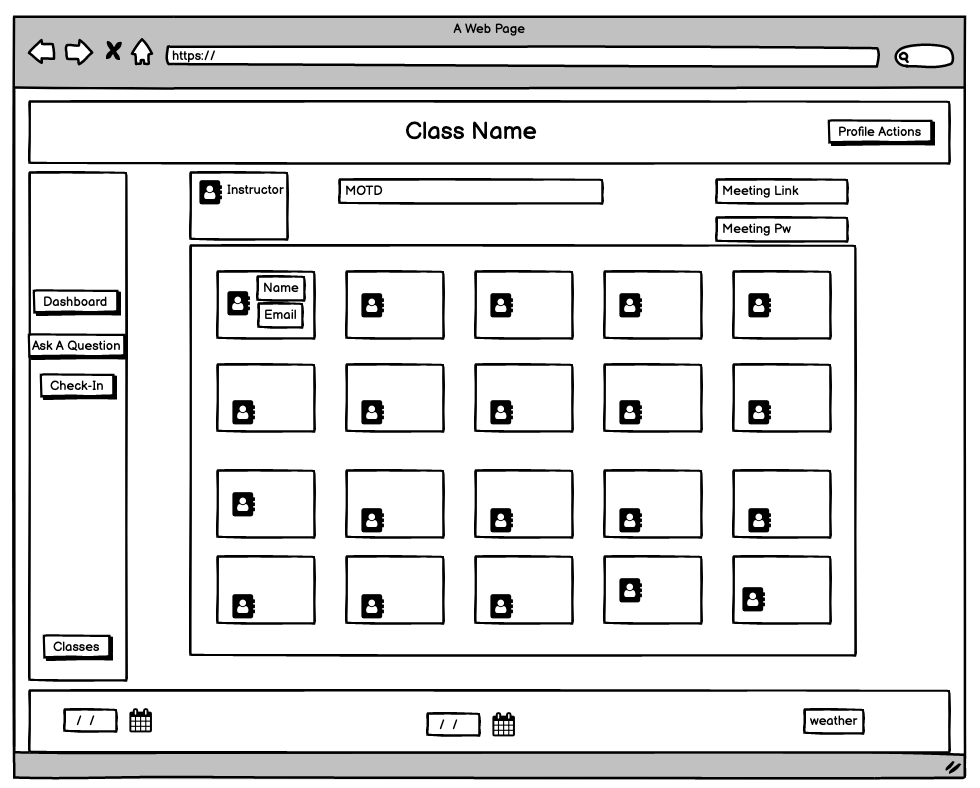 A Web Page
https://
Class Name
Profile Actions
Instructor
MOTD
Meeting Link
Meeting Pw
Name
Email
Dashboard
Ask A Question
Check-In
Classes
/ /
/ /
weather